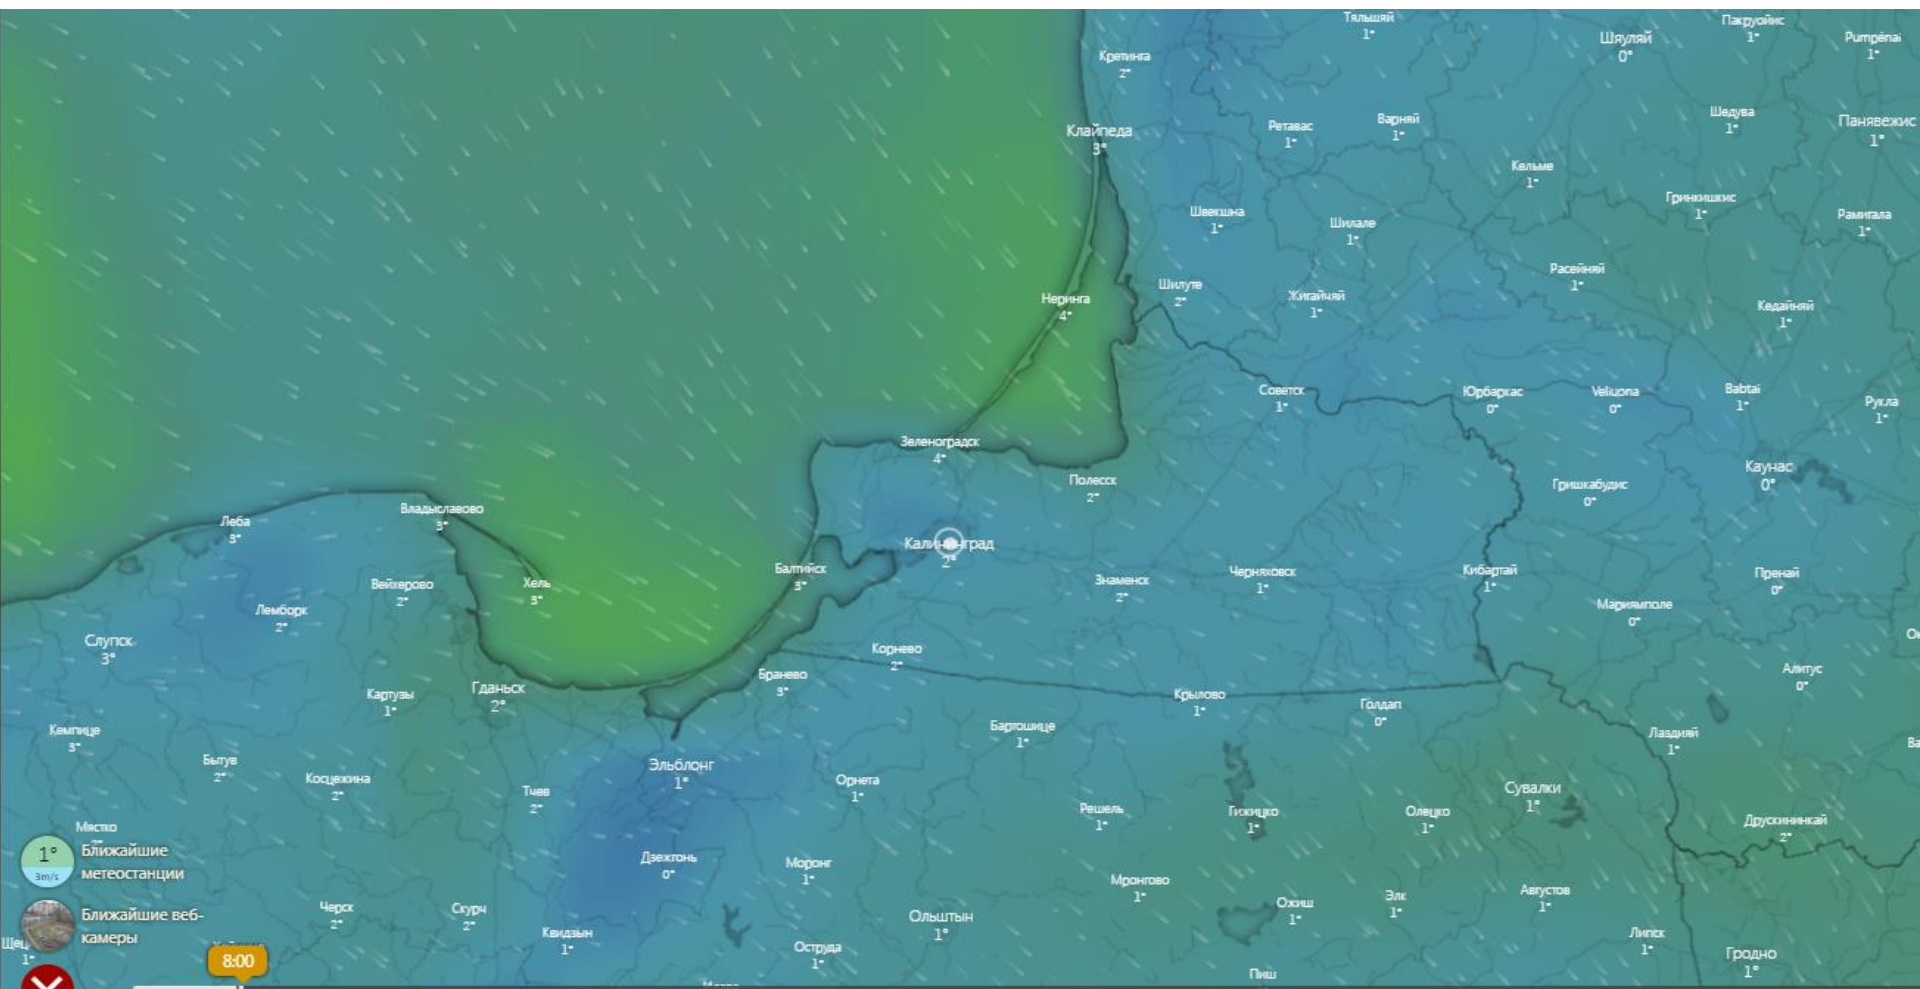 Тяльшяй
1°
Пакруойис
1°
Шяуляй
0°
Pumpėnai
1°
Кретинга
2°
Клайпеда
3°
Ретавас
1°
Варняй
1°
Шедува
1°
Панявежис
1°
Кельме
1°
Гринкишкис
1°
Швекшна
1°
Шилале
1°
Рамигала
1°
Расейняй
1°
Неринга
4°
Шилуте
2°
Жигайчяй
1°
Кедайняй
1°
Советск
1°
Юрбаркас
0°
Veliuona
0°
Babtai
1°
Рукла
1°
Зеленоградск
4°
Полесск
2°
Каунас
0°
Гришкабудис
0°
Владыславово
3°
Леба
3°
Калининград
2°
Балтийск
3°
Хель
3°
Вейхерово
2°
Знаменск
2°
Черняховск
1°
Кибартай
1°
Пренай
0°
Лемборк
2°
Мариямполе
0°
Слупск
3°
Корнево
2°
Бранево
3°
Гданьск
2°
Картузы
1°
Крылово
1°
Голдап
0°
Алитус
0°
Кемпице
3°
Бартошице
1°
Лаздияй
1°
Бытув
2°
Косцежина
2°
Эльблонг
1°
Тчев
2°
Орнета
1°
Решель
1°
Гижицко
1°
Олецко
1°
Сувалки
1°
Друскининкай
2°
Мястко
1°
3m/s
Ближайшие
метеостанции
Дзежгонь
0°
Моронг
1°
Мронгово
1°
Ожиш
1°
Элк
1°
Августов
1°
Ближайшие веб-
камеры
Черск
2°
Скурч
2°
Квидзын
1°
Ольштын
1°
Оструда
1°
Липск
1°
Гродно
1°
1°
8:00
Пиш